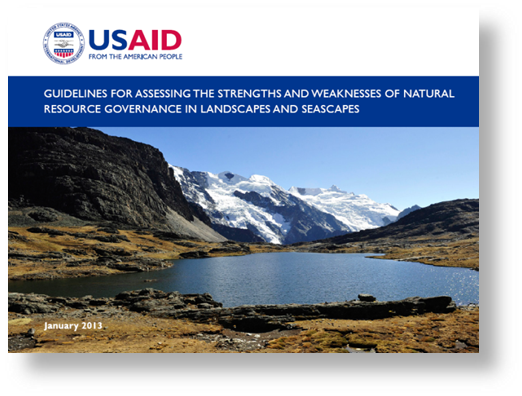 USAID
FROM THE AMERICAN PEOPLE
GUIDELINES FOR ASSESSING THE STRENGTHS AND WEAKNESSES OF NATURAL
RESOURCE GOVERNANCE IN LANDSCAPES AND SEASCAPES
January 2013